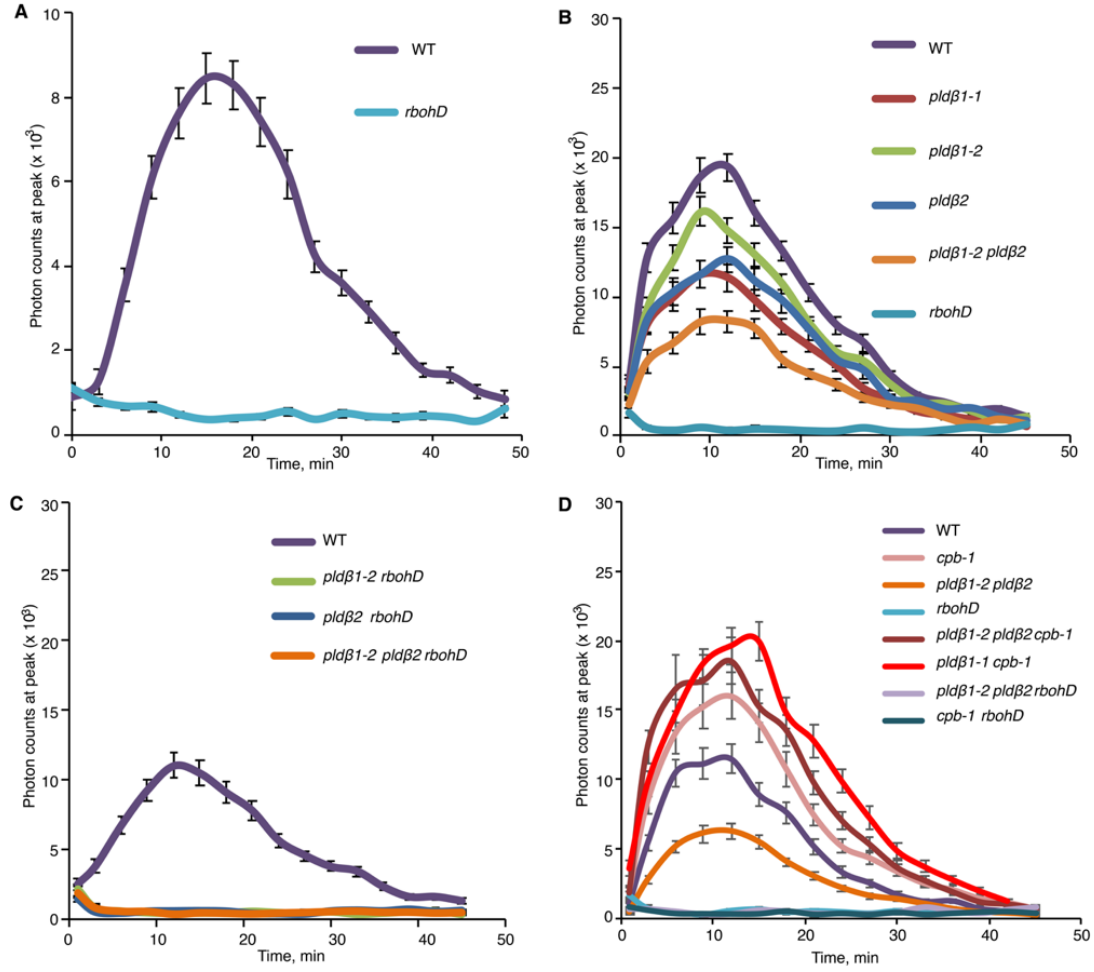 A
10
8
6
4
2
0
0
10
20
30
40
50
Photon counts at peak (x 10³)
Time, min
WT
rbohD
B
30
25
20
15
10
5
0
0
10
20
30
40
50
Photon counts at peak (x 10³)
Time, min
WT
pldβ1-1
pldβ1-2
pldβ2
pldβ1-2 pldβ2
rbohD
C
30
25
20
15
10
5
0
0
10
20
30
40
50
Photon counts at peak (x 10³)
Time, min
WT
pldβ1-2 rbohD
pldβ2 rbohD
pldβ1-2 pldβ2 rbohD
D
30
25
20
15
10
5
0
0
10
20
30
40
50
Photon counts at peak (x 10³)
Time, min
WT
cpb-1
pldβ1-2 pldβ2
rbohD
pldβ1-2 pldβ2 cpb-1
pldβ1-1 cpb-1
pldβ1-2 pldβ2 rbohD
cpb-1 rbohD